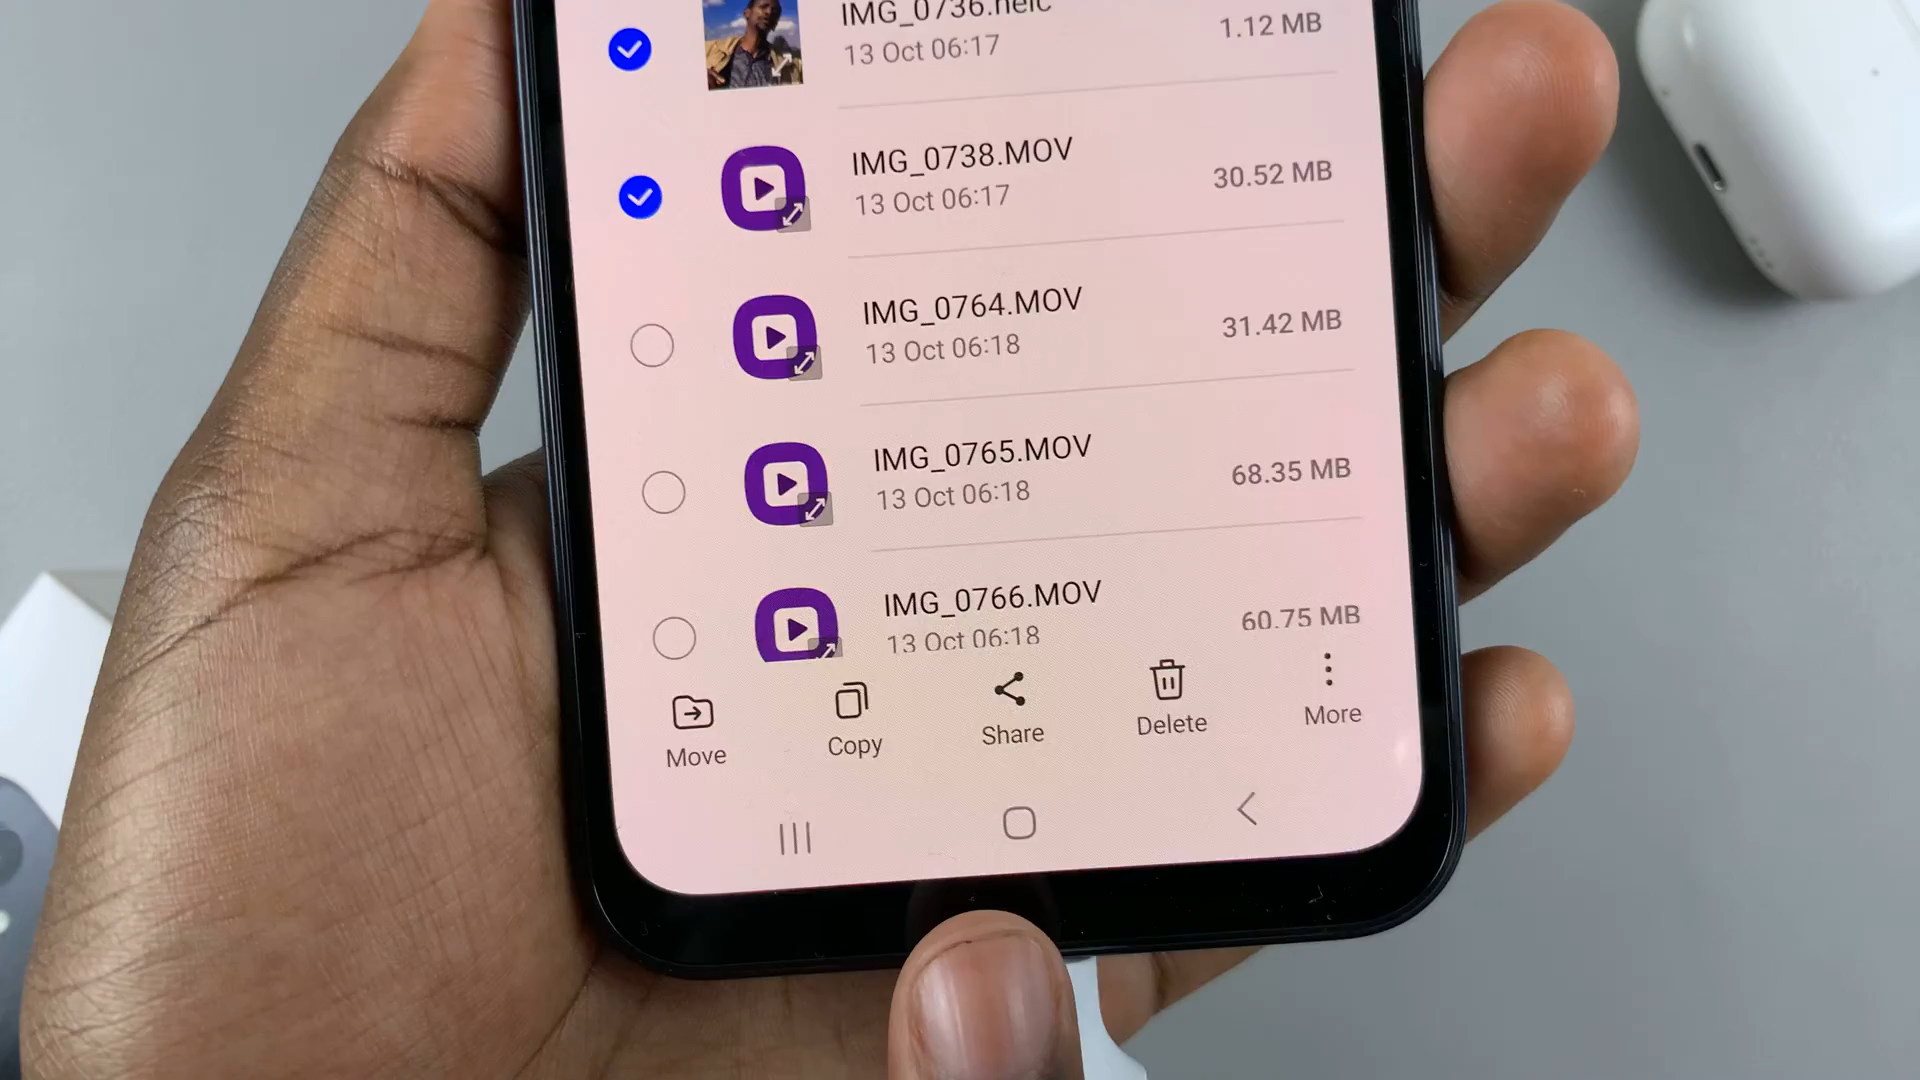 IMG_0736.heic
13 Oct 06:17
1.12 MB
IMG_0738.MOV
13 Oct 06:17
30.52 MB
IMG_0764.MOV
13 Oct 06:18
31.42 MB
IMG_0765.MOV
13 Oct 06:18
68.35 MB
IMG_0766.MOV
13 Oct 06:18
60.75 MB
Move
Copy
Share
Delete
More